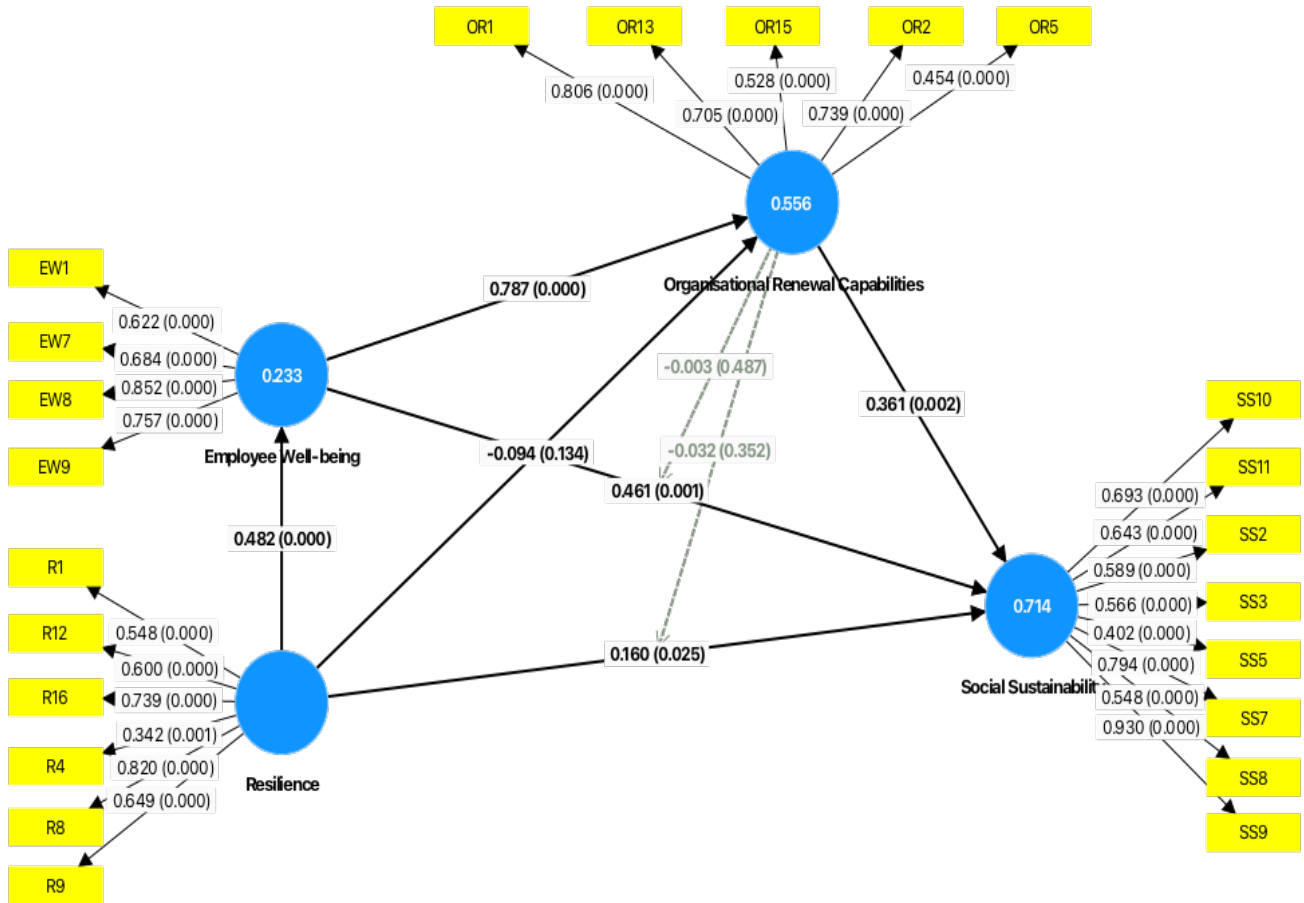 OR1
OR13
OR15
OR2
OR5
0.806 (0.000)
0.705 (0.000)
0.528 (0.000)
0.739 (0.000)
0.454 (0.000)
0.556
Organisational Renewal Capabilities
EW1
EW7
EW8
EW9
0.622 (0.000)
0.684 (0.000)
0.852 (0.000)
0.757 (0.000)
0.233
Employee Well-being
0.787 (0.000)
-0.003 (0.487)
-0.032 (0.352)
0.361 (0.002)
-0.094 (0.134)
0.461 (0.001)
0.482 (0.000)
0.160 (0.025)
R1
R12
R16
R4
R8
R9
0.548 (0.000)
0.600 (0.000)
0.739 (0.000)
0.342 (0.001)
0.820 (0.000)
0.649 (0.000)
Resilience
0.714
Social Sustainabilit
0.693 (0.000)
0.643 (0.000)
0.589 (0.000)
0.566 (0.000)
0.402 (0.000)
0.794 (0.000)
0.548 (0.000)
0.930 (0.000)
SS10
SS11
SS2
SS3
SS5
SS7
SS8
SS9